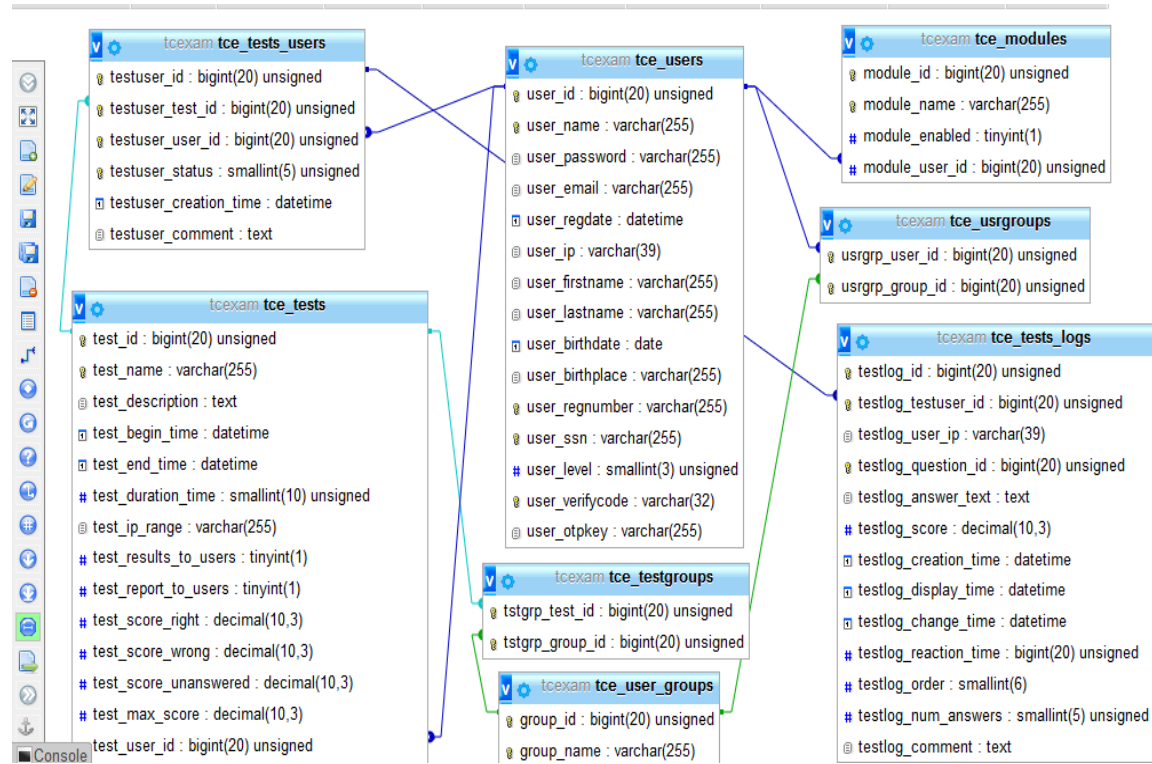 tcexam tce_tests_users
testuser_id : bigint(20) unsigned
testuser_test_id : bigint(20) unsigned
testuser_user_id : bigint(20) unsigned
testuser_status : smallint(5) unsigned
testuser_creation_time : datetime
testuser_comment : text
tcexam tce_tests
test_id : bigint(20) unsigned
test_name : varchar(255)
test_description : text
test_begin_time : datetime
test_end_time : datetime
test_duration_time : smallint(10) unsigned
test_ip_range : varchar(255)
test_results_to_users : tinyint(1)
test_report_to_users : tinyint(1)
test_score_right : decimal(10,3)
test_score_wrong : decimal(10,3)
test_score_unanswered : decimal(10,3)
test_max_score : decimal(10,3)
test_user_id : bigint(20) unsigned
Console
tcexam tce_users
user_id : bigint(20) unsigned
user_name : varchar(255)
user_password : varchar(255)
user_email : varchar(255)
user_regdate : datetime
user_ip : varchar(39)
user_firstname : varchar(255)
user_lastname : varchar(255)
user_birthdate : date
user_birthplace : varchar(255)
user_regnumber : varchar(255)
user_ssn : varchar(255)
user_level : smallint(3) unsigned
user_verifycode : varchar(32)
user_otpkey : varchar(255)
tcexam tce_testgroups
tstgrp_test_id : bigint(20) unsigned
tstgrp_group_id : bigint(20) unsigned
tcexam tce_user_groups
group_id : bigint(20) unsigned
group_name : varchar(255)
tcexam tce_modules
module_id : bigint(20) unsigned
module_name : varchar(255)
module_enabled : tinyint(1)
module_user_id : bigint(20) unsigned
tcexam tce_usrgroups
usrgrp_user_id : bigint(20) unsigned
usrgrp_group_id : bigint(20) unsigned
tcexam tce_tests_logs
testlog_id : bigint(20) unsigned
testlog_testuser_id : bigint(20) unsigned
testlog_user_ip : varchar(39)
testlog_question_id : bigint(20) unsigned
testlog_answer_text : text
testlog_score : decimal(10,3)
testlog_creation_time : datetime
testlog_display_time : datetime
testlog_change_time : datetime
testlog_reaction_time : bigint(20) unsigned
testlog_order : smallint(6)
testlog_num_answers : smallint(5) unsigned
testlog_comment : text